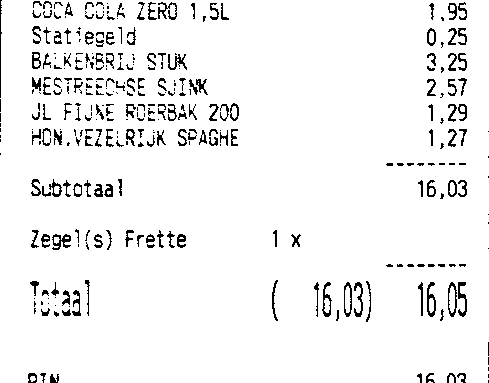 COCA COLA ZERO 1,5L 1,95
Statiegeld 0,25
BALKENBRIJ STUK 3,25
MESTREECHSE SJINK 2,57
JL FIJNE ROERBAK 200 1,29
HON.VEZELRIJK SPAGHE 1,27
--------
Subtotaal 16,03
Zegel(s) Frette 1 x
--------
Totaal ( 16,03) 16,05
PIN 16,03